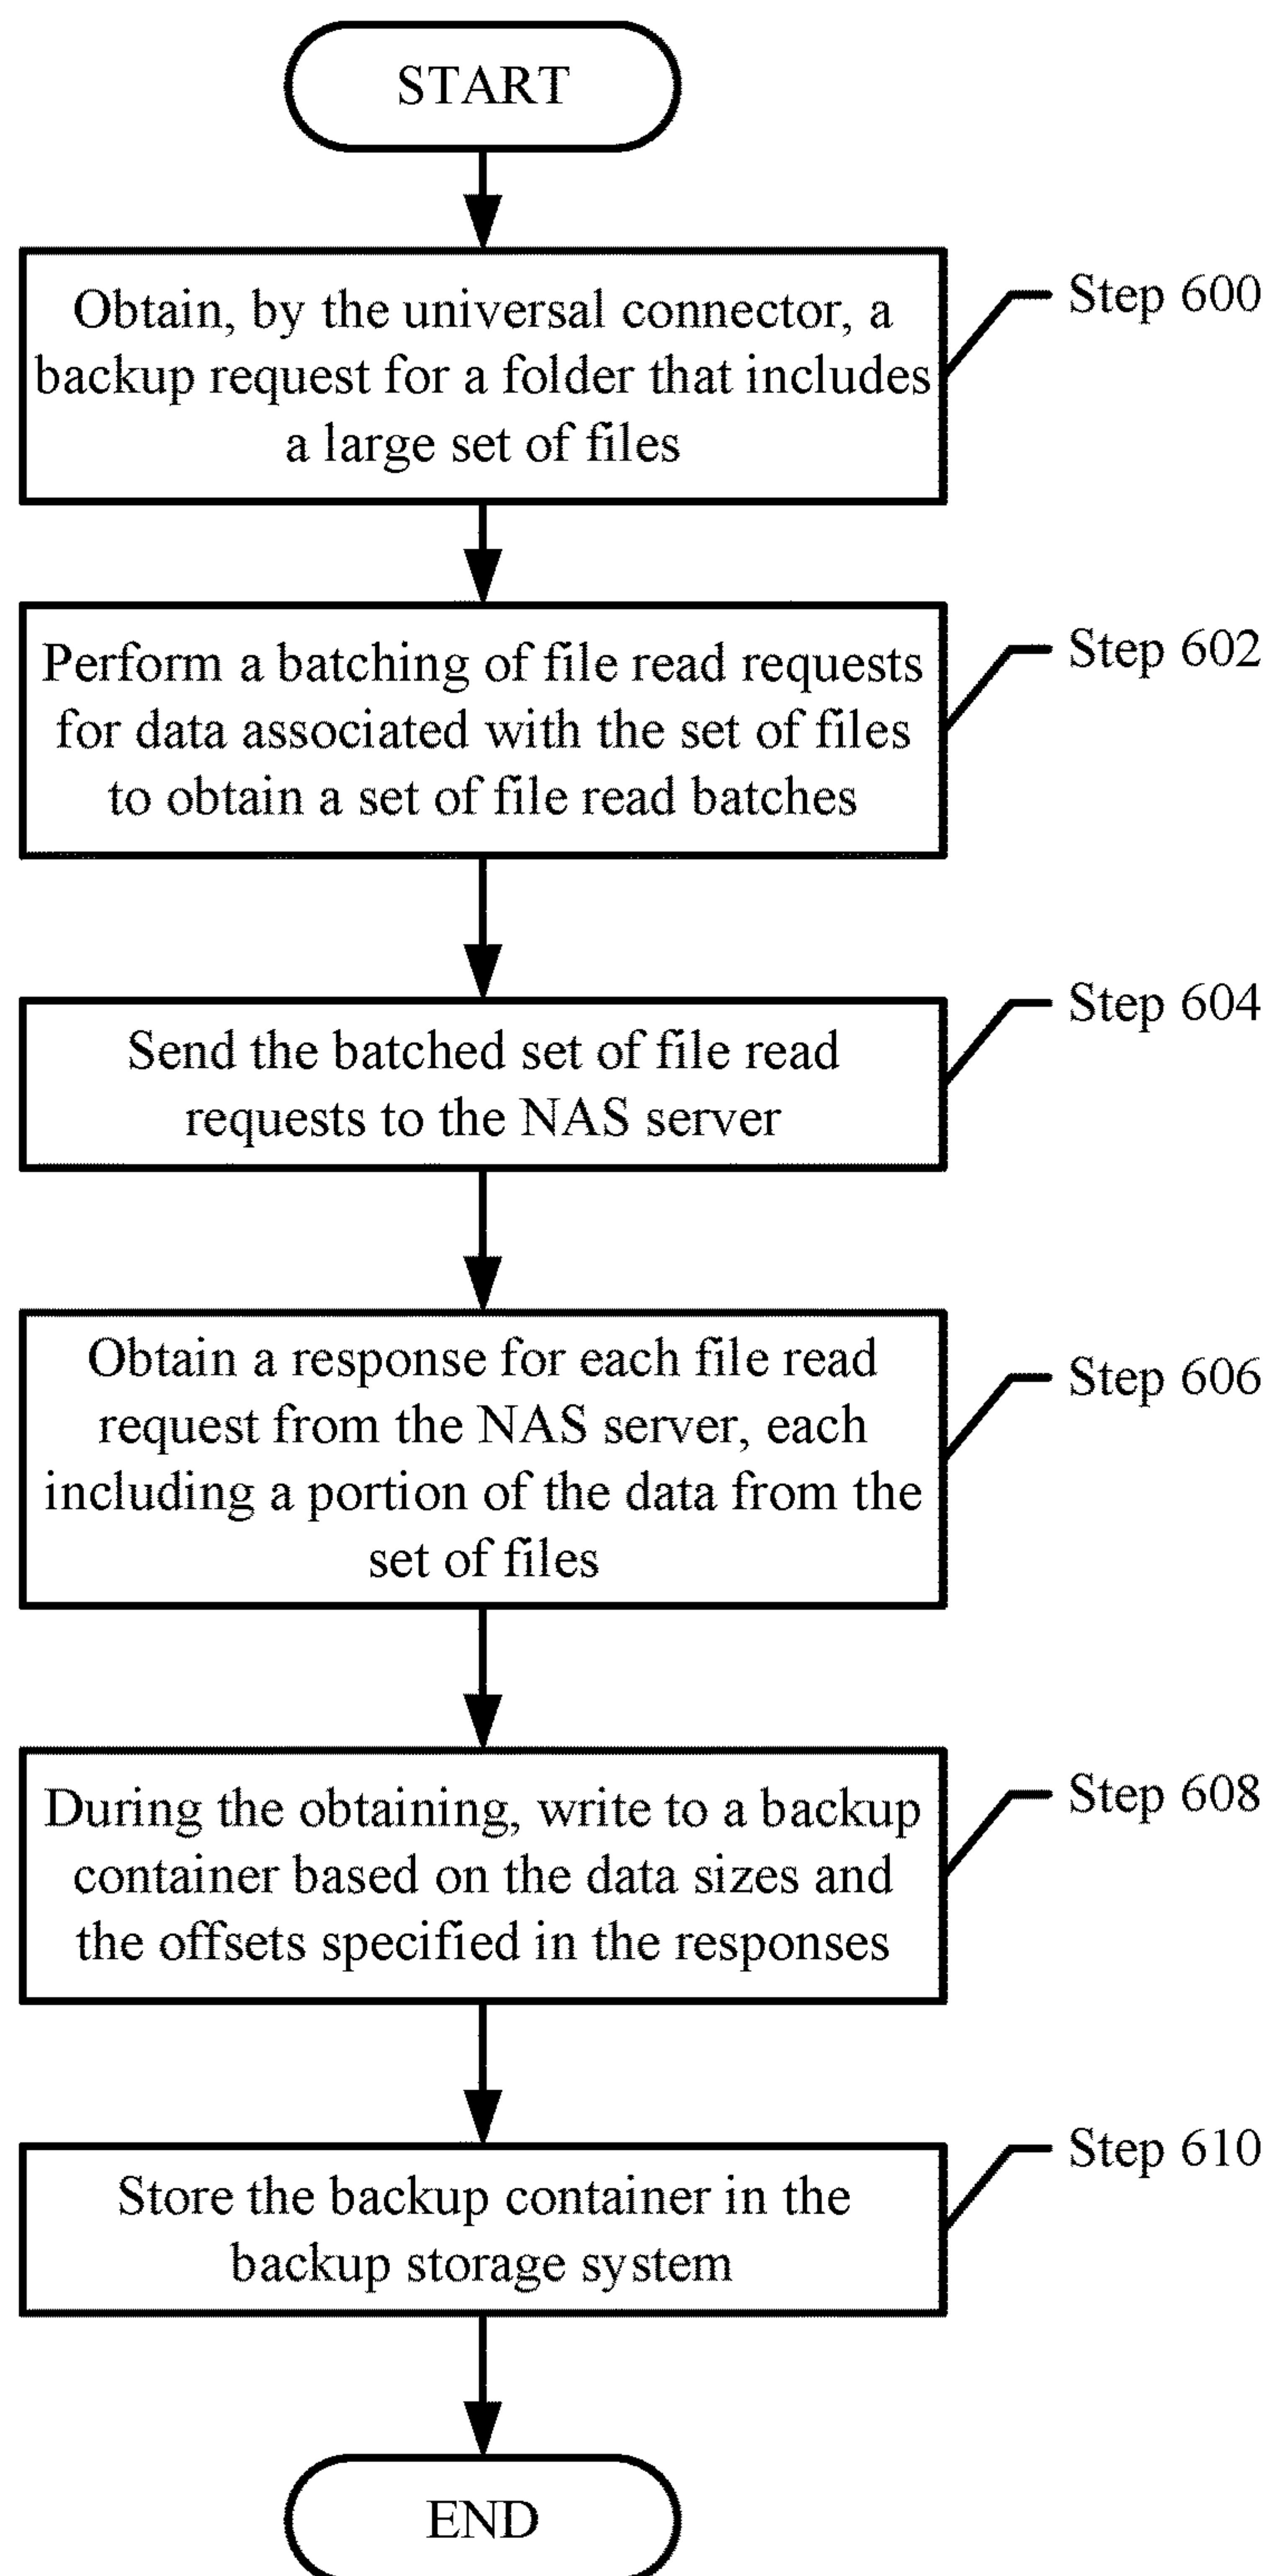 START
Obtain, by the universal connector, a
backup request for a folder that includes
a large set of files
Step 600
Perform a batching of file read requests
for data associated with the set of files
to obtain a set of file read batches
Step 602
Send the batched set of file read
requests to the NAS server
Step 604
Obtain a response for each file read
request from the NAS server, each
including a portion of the data from the
set of files
Step 606
During the obtaining, write to a backup
container based on the data sizes and
the offsets specified in the responses
Step 608
Store the backup container in the
backup storage system
Step 610
END